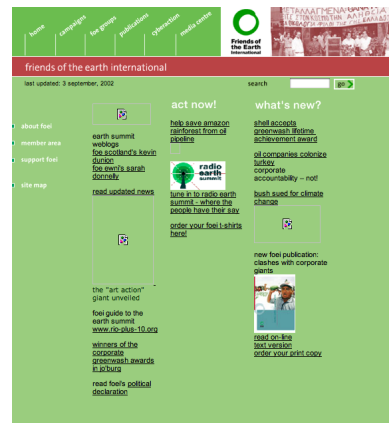 home
campaigns
foe groups
publications
cyberaction
media centre
Friends of
the Earth
International
ΜΕΤΑΛΛΑΓΜΕΝΑ
ΣΤΗΝ ΑΛΗΘΕΙΑ
friends of the earth international
last updated: 3 september, 2002
search
go
about foei
member area
support foei
site map
earth summit
weblogs
foe scotland's kevin
dunion
foe ewni's sarah
donnelly
read updated news
the "art action"
giant unveiled
foei guide to the
earth summit
www.rio-plus-10.org
winners of the
corporate
greenwash awards
in jo'burg
read foei's political
declaration
act now!
help save amazon
rainforest from oil
pipeline
radio
earth
summit
tune in to radio earth
summit - where the
people have their say
order your foei t-shirts
here!
what's new?
shell accepts
greenwash lifetime
achievement award
oil companies colonize
turkey
corporate
accountability – not!
bush sued for climate
change
new foei publication:
clashes with corporate
giants
read on-line
text version
order your print copy